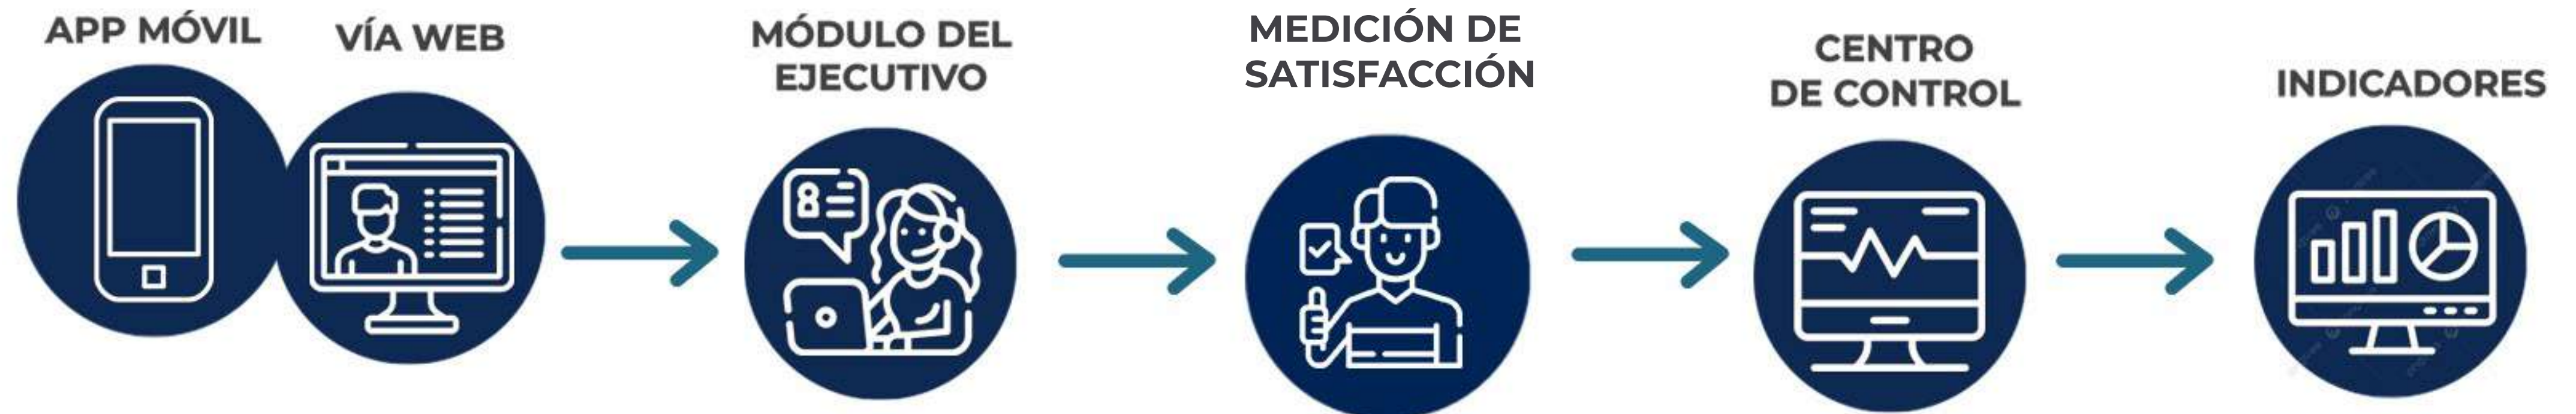 APP MÓVIL
VÍA WEB
MÓDULO DEL
EJECUTIVO
MEDICIÓN DE
SATISFACCIÓN
CENTRO
DE CONTROL
INDICADORES